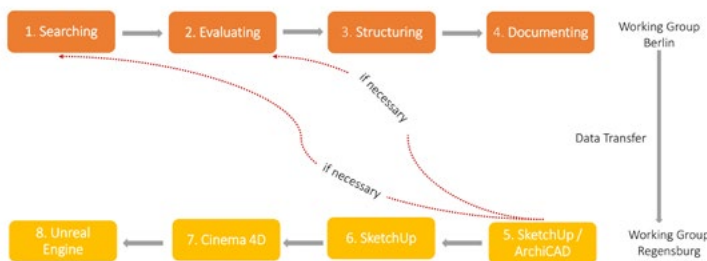 1. Searching
2. Evaluating
3. Structuring
4. Documenting
Working Group
Berlin
if necessary
Data Transfer
if necessary
8. Unreal
Engine
7. Cinema 4D
6. SketchUp
5. SketchUp /
ArchiCAD
Working Group
Regensburg